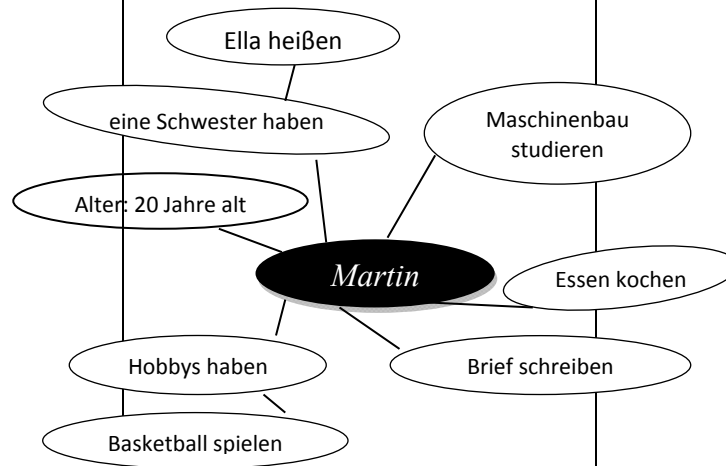 Ella heißen
eine Schwester haben
Maschinenbau
studieren
Alter: 20 Jahre alt
Martin
Essen kochen
Hobbys haben
Brief schreiben
Basketball spielen